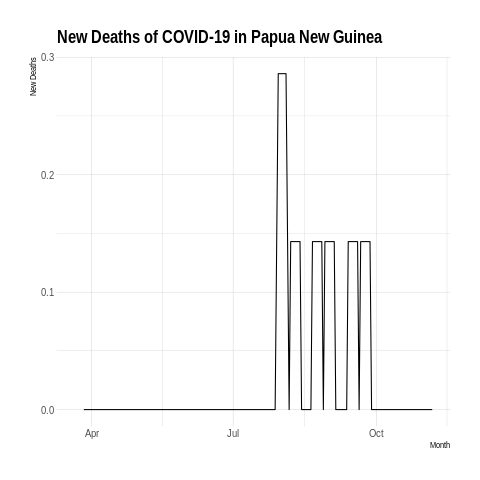 New Deaths of COVID-19 in Papua New Guinea
New Deaths
0.3
0.2
0.1
0.0
Apr Jul Oct
Month